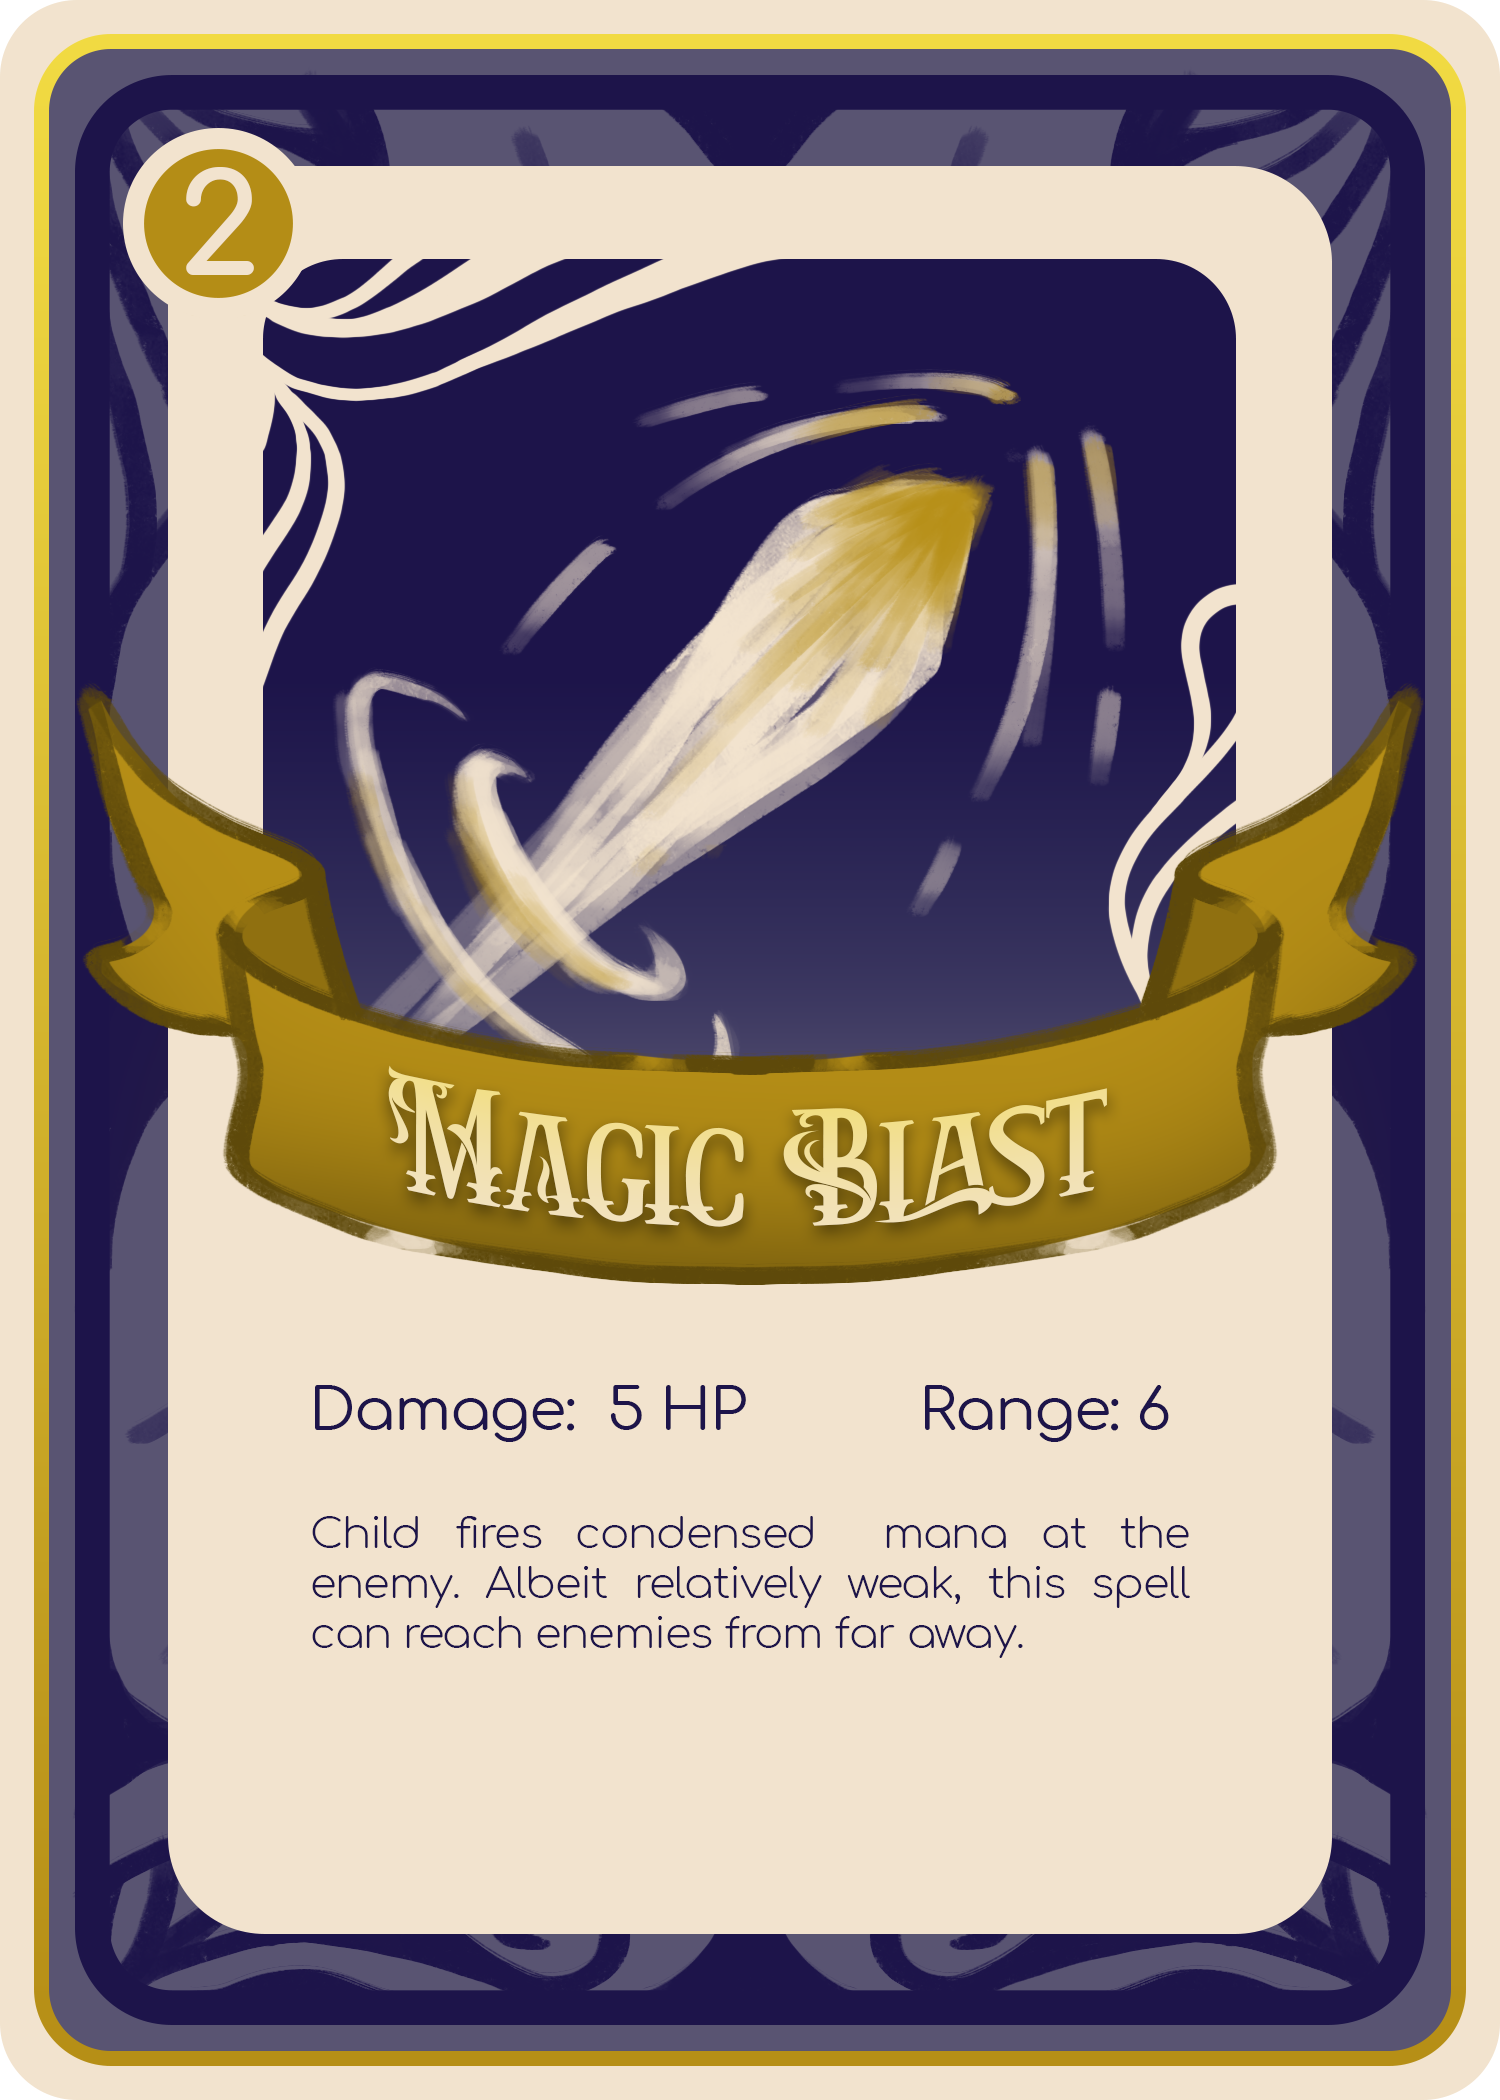 2
Magic Blast
Damage: 5 HP Range: 6
Child fires condensed mana at the
enemy. Albeit relatively weak, this spell
can reach enemies from far away.